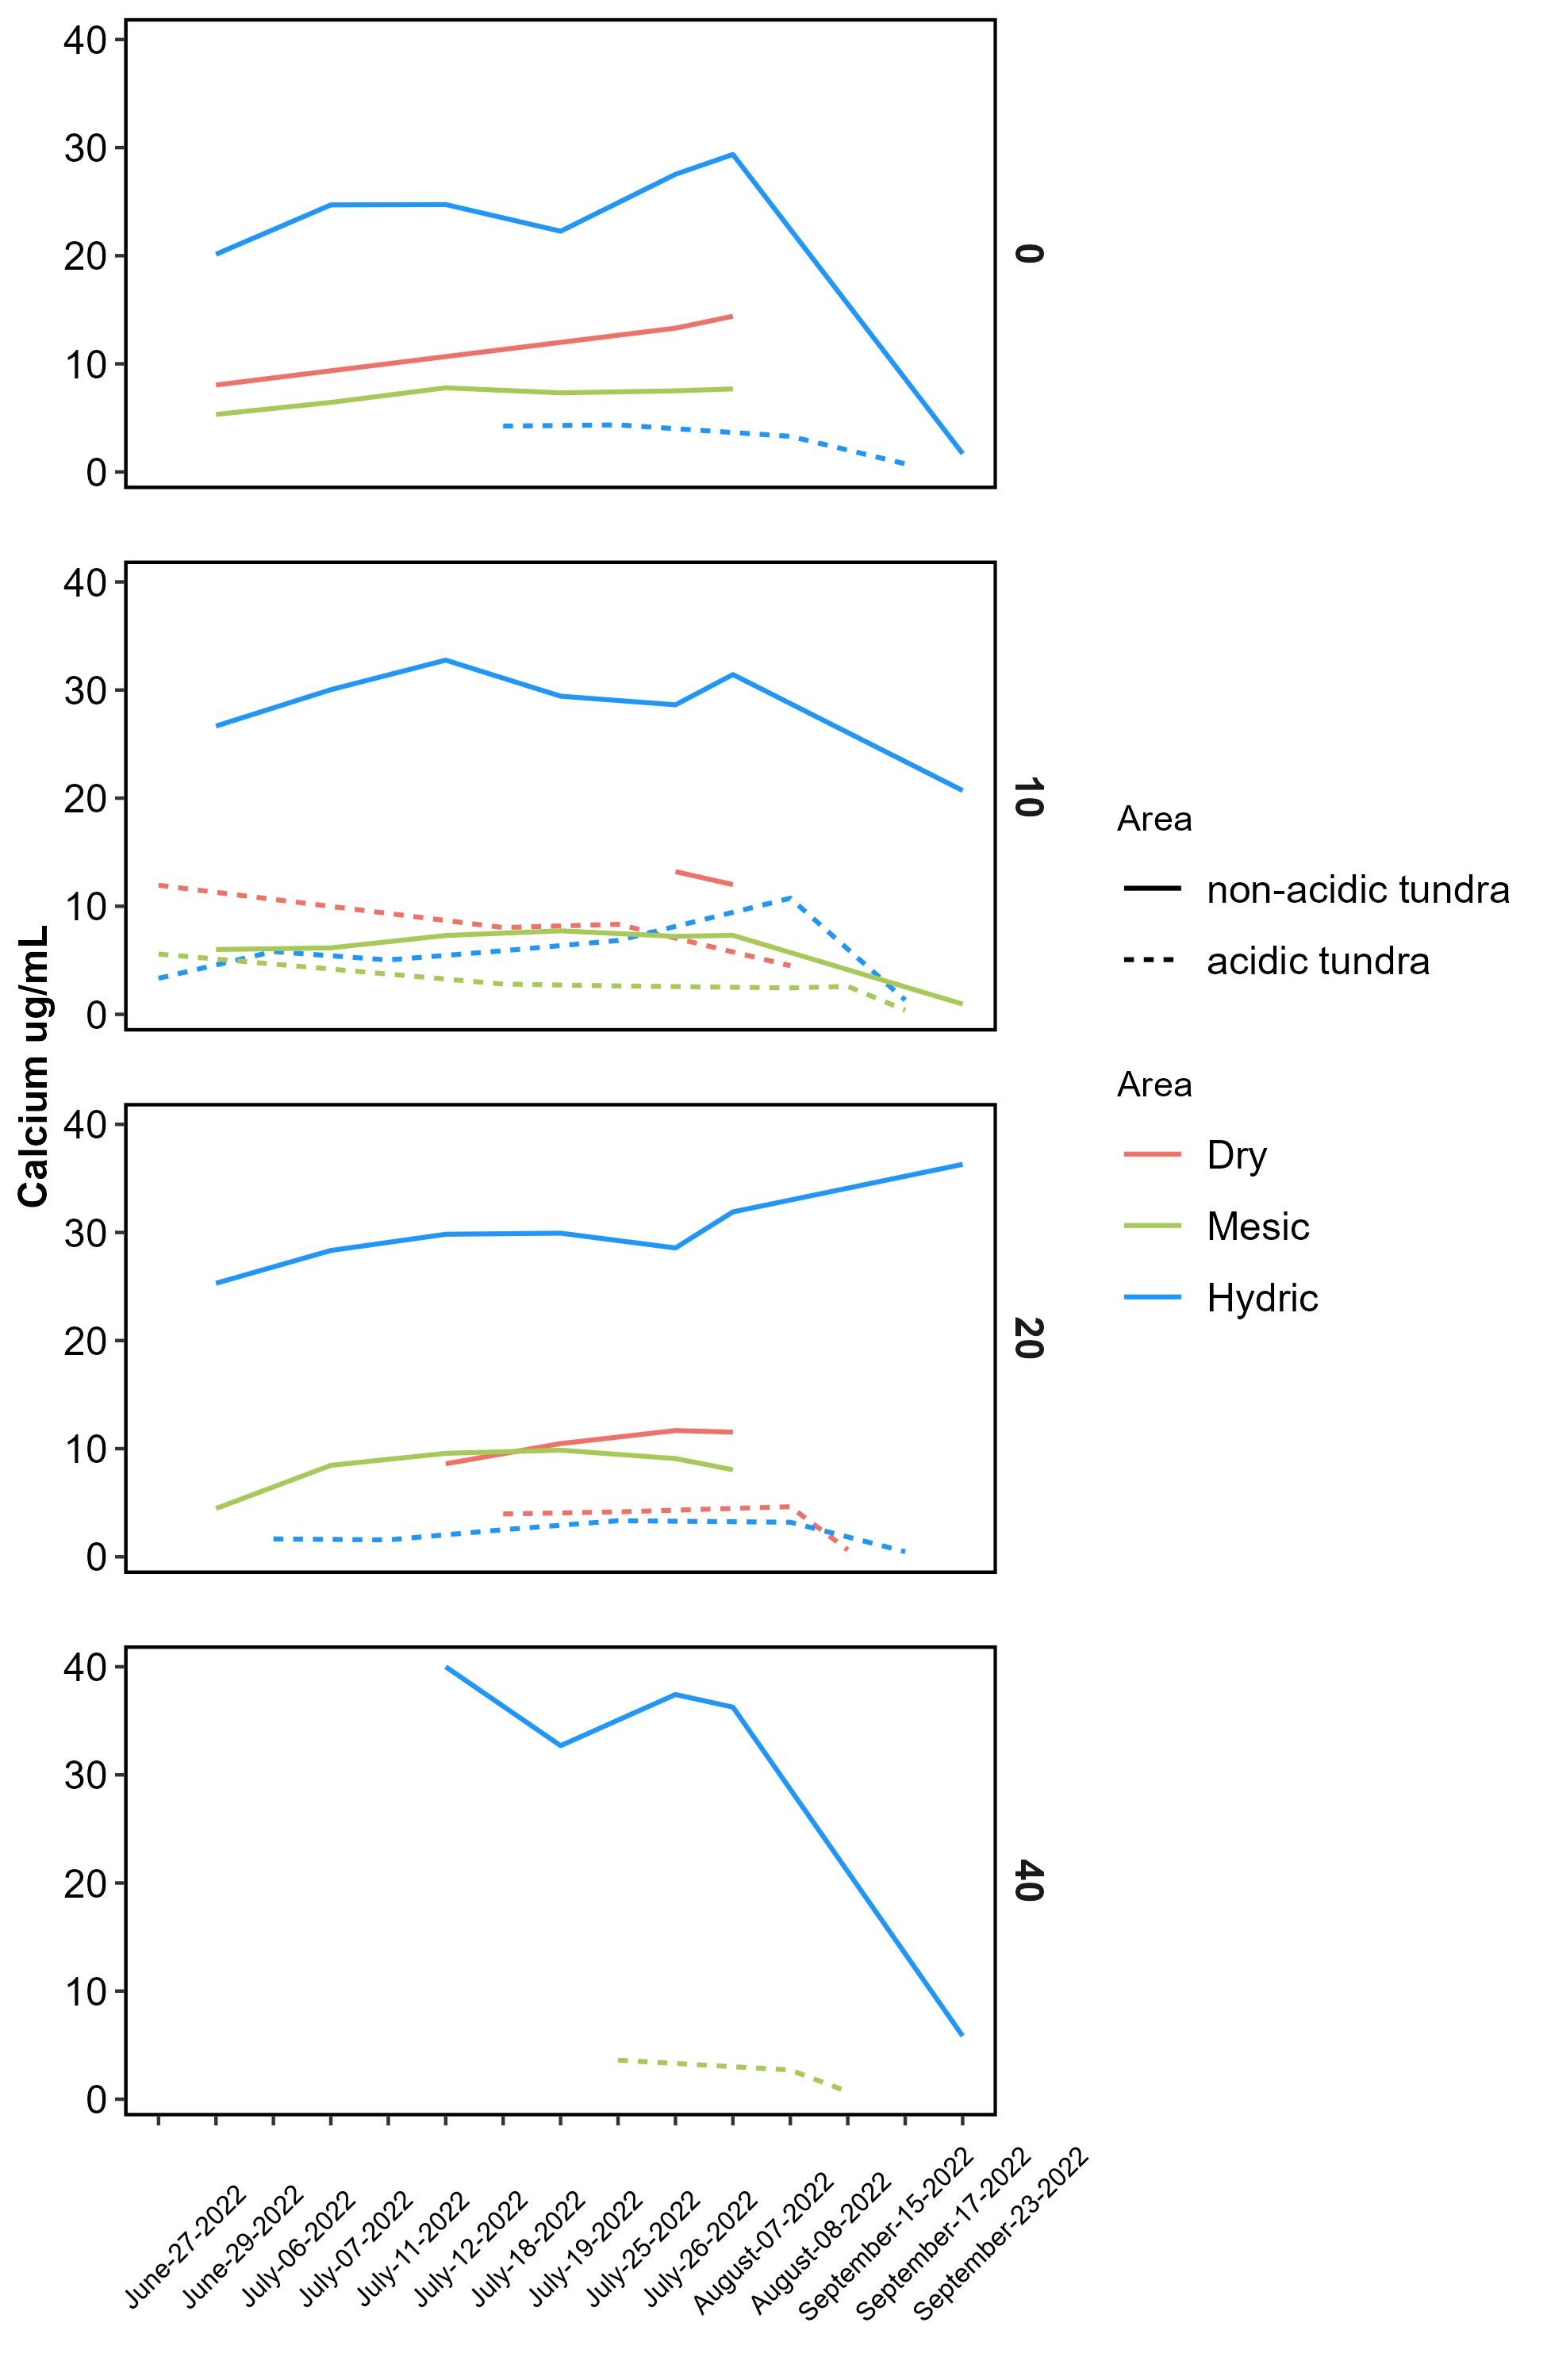 40
30
20
10
0
0
40
30
20
10
0
10
40
30
20
10
0
20
40
30
20
10
0
40
Calcium ug/mL
June-27-2022
June-29-2022
July-06-2022
July-07-2022
July-11-2022
July-12-2022
July-18-2022
July-19-2022
July-25-2022
July-26-2022
August-07-2022
August-08-2022
September-15-2022
September-17-2022
September-23-2022
Area
non-acidic tundra
acidic tundra
Area
Dry
Mesic
Hydric